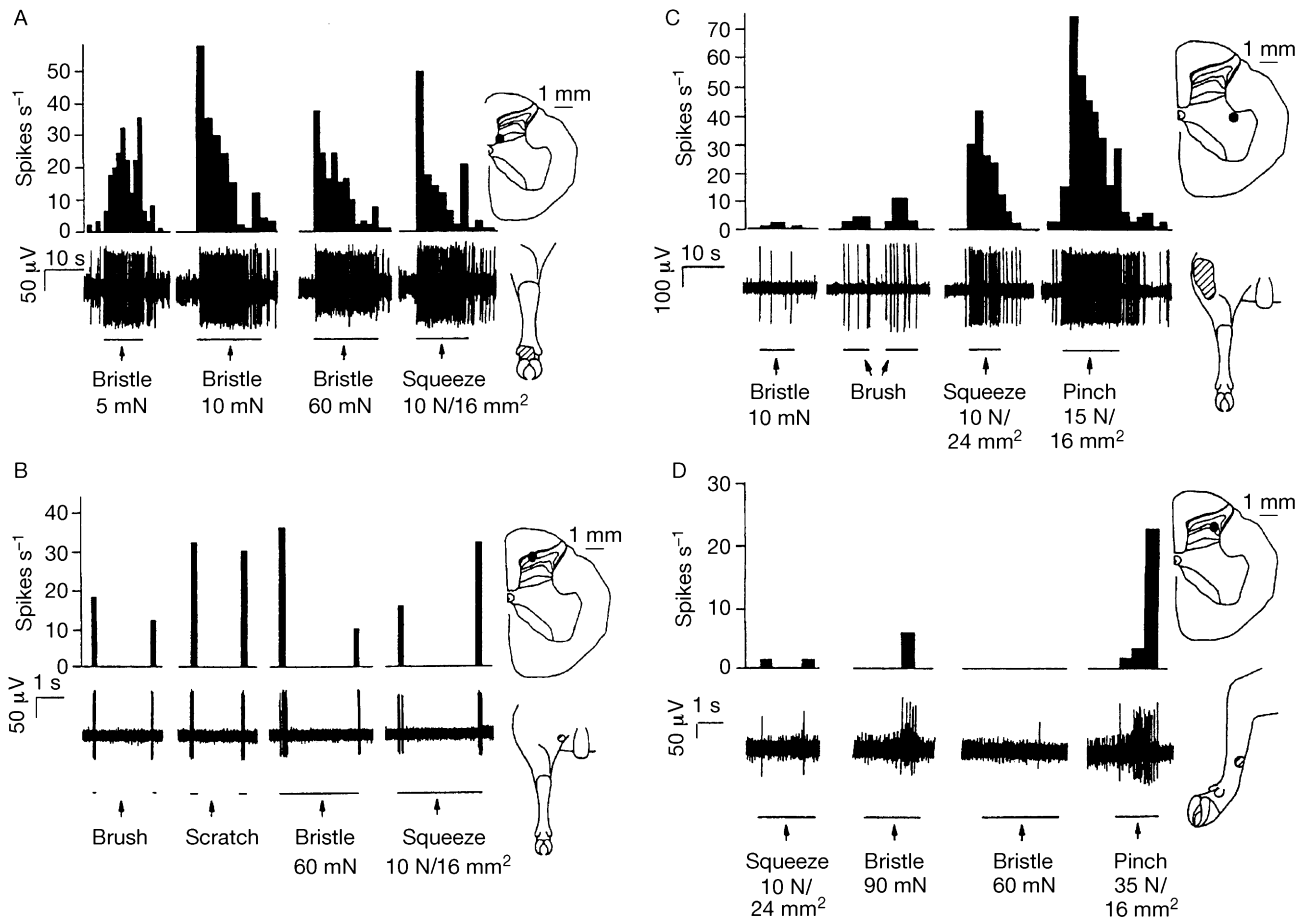 A
Spikes s⁻¹
50
40
30
20
10
0
1 mm
50 µV
10 s
Bristle
5 mN
Bristle
10 mN
Bristle
60 mN
Squeeze
10 N/16 mm²
C
Spikes s⁻¹
70
60
50
40
30
20
10
0
1 mm
100 µV
10 s
Bristle
10 mN
Brush
Squeeze
10 N/
24 mm²
Pinch
15 N/
16 mm²
B
Spikes s⁻¹
40
30
20
10
0
1 mm
50 µV
1 s
Brush
Scratch
Bristle
60 mN
Squeeze
10 N/16 mm²
D
Spikes s⁻¹
30
20
10
0
1 mm
50 µV
1 s
Squeeze
10 N/
24 mm²
Bristle
90 mN
Bristle
60 mN
Pinch
35 N/
16 mm²